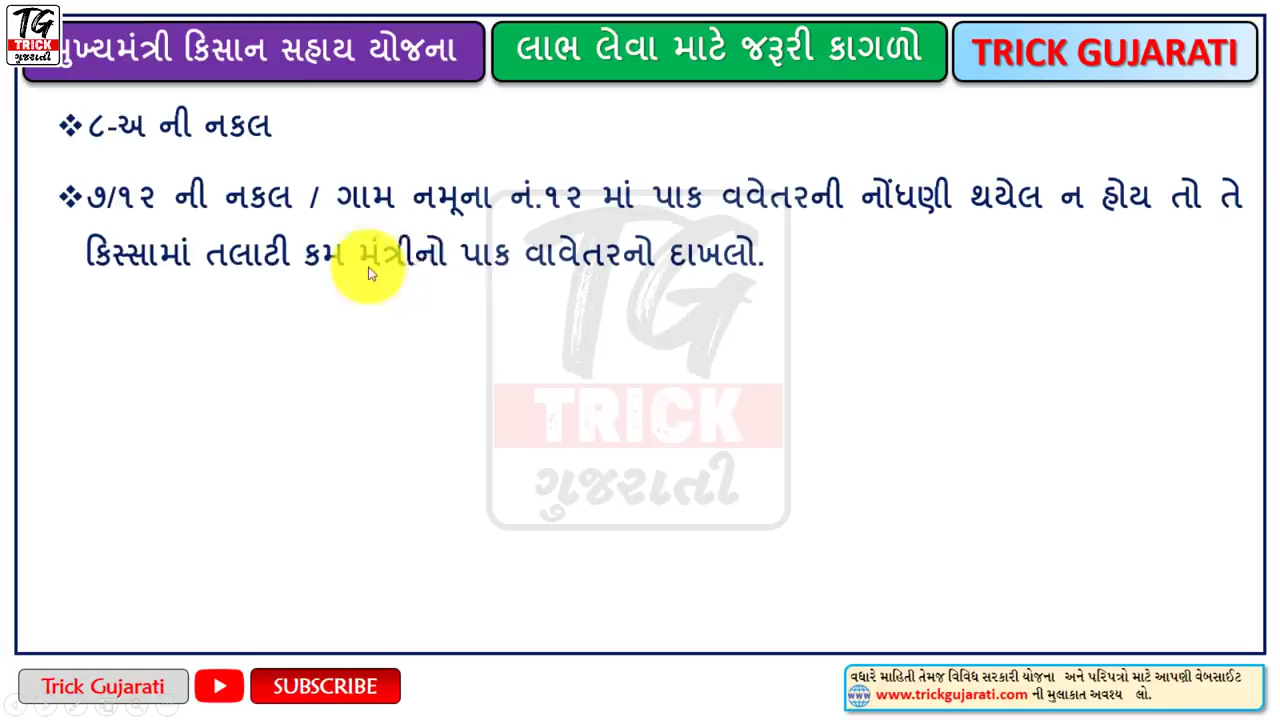 TG
TRICK
ગુજરાતી
મુખ્યમંત્રી કિસાન સહાય યોજના
લાભ લેવા માટે જરૂરી કાગળો
TRICK GUJARATI
૮-અ ની નકલ
૭/૧૨ ની નકલ / ગામ નમૂના નં.૧૨ માં પાક વવેતરની નોંધણી થયેલ ન હોય તો તે
કિસ્સામાં તલાટી કમ મંત્રીનો પાક વાવેતરનો દાખલો.
TG
TRICK
ગુજરાતી
Trick Gujarati
SUBSCRIBE
વધારે માહિતી તેમજ વિવિધ સરકારી યોજના અને પરિપત્રો માટે આપણી વેબસાઈટ
www.trickgujarati.com ની મુલાકાત અવશ્ય લો.